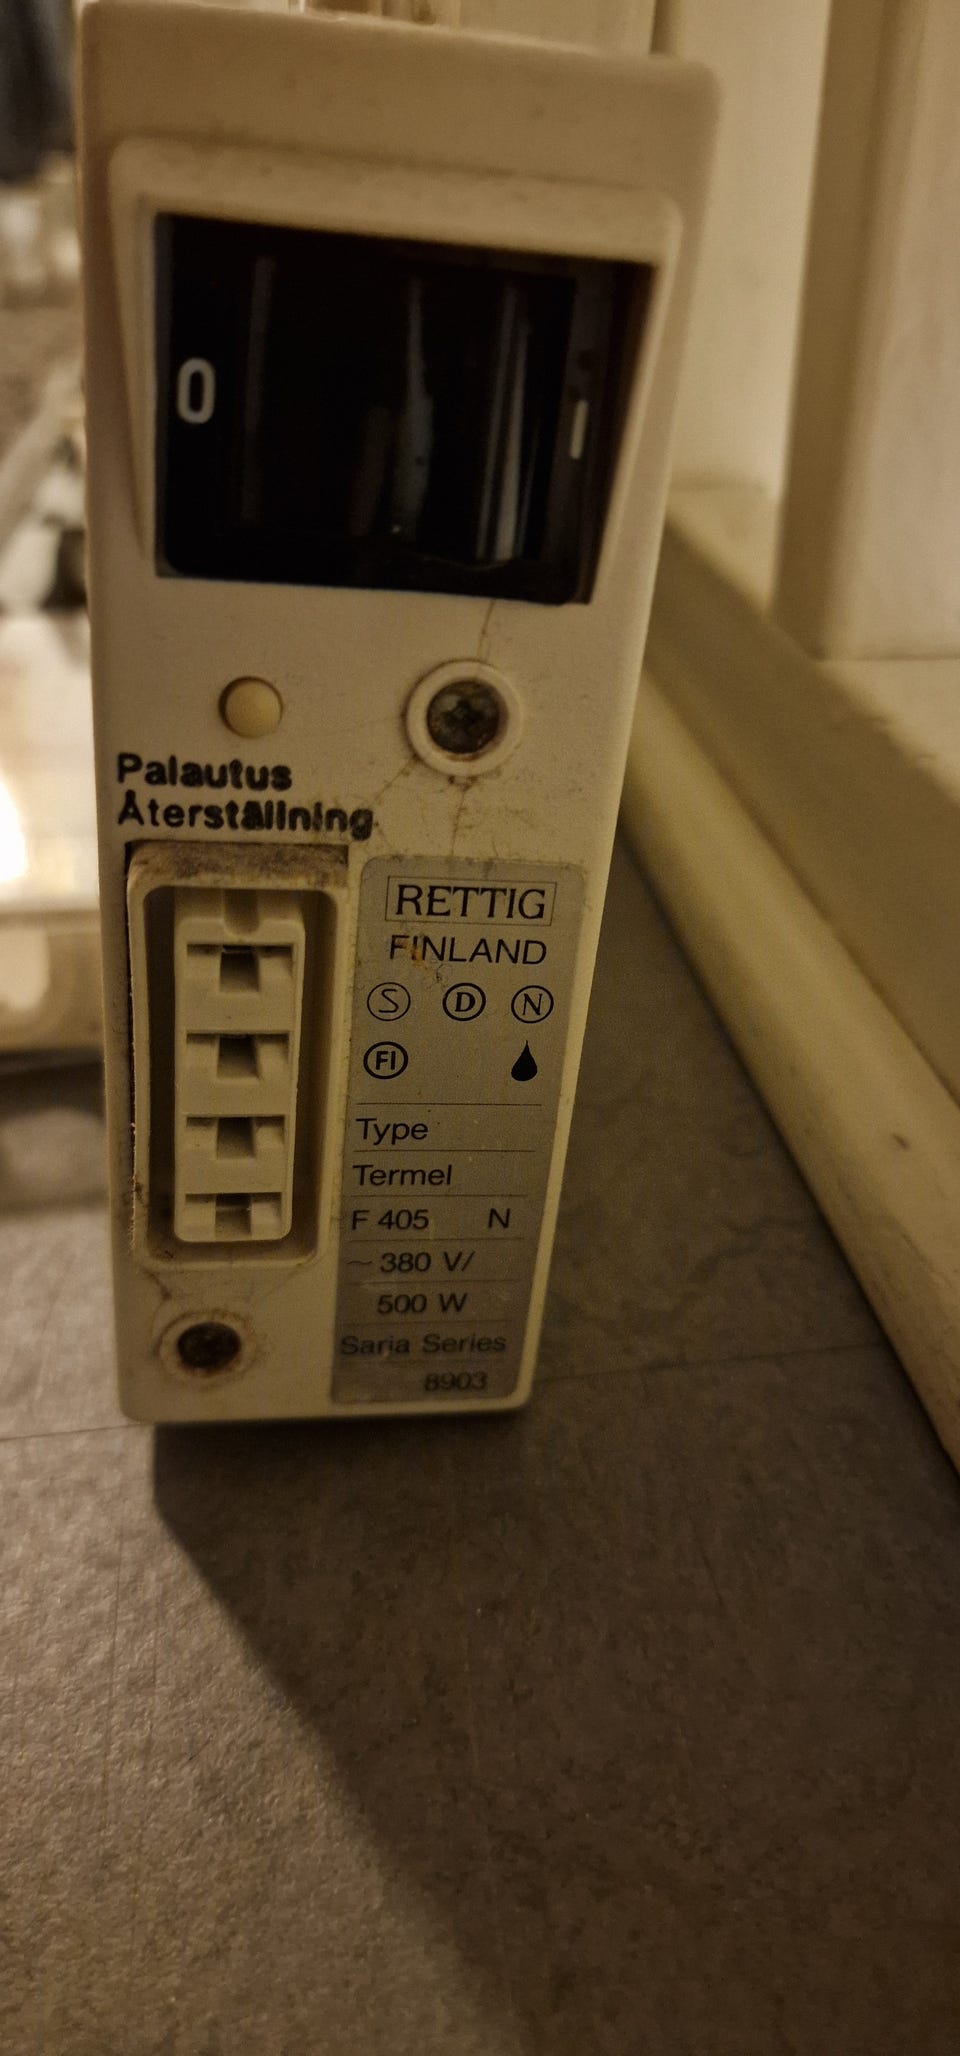 0
Palautus
Återställning
RETTIG
FINLAND
S D N
FI
Type
Termel
F 405 N
~ 380 V/
500 W
Saria Series
8903